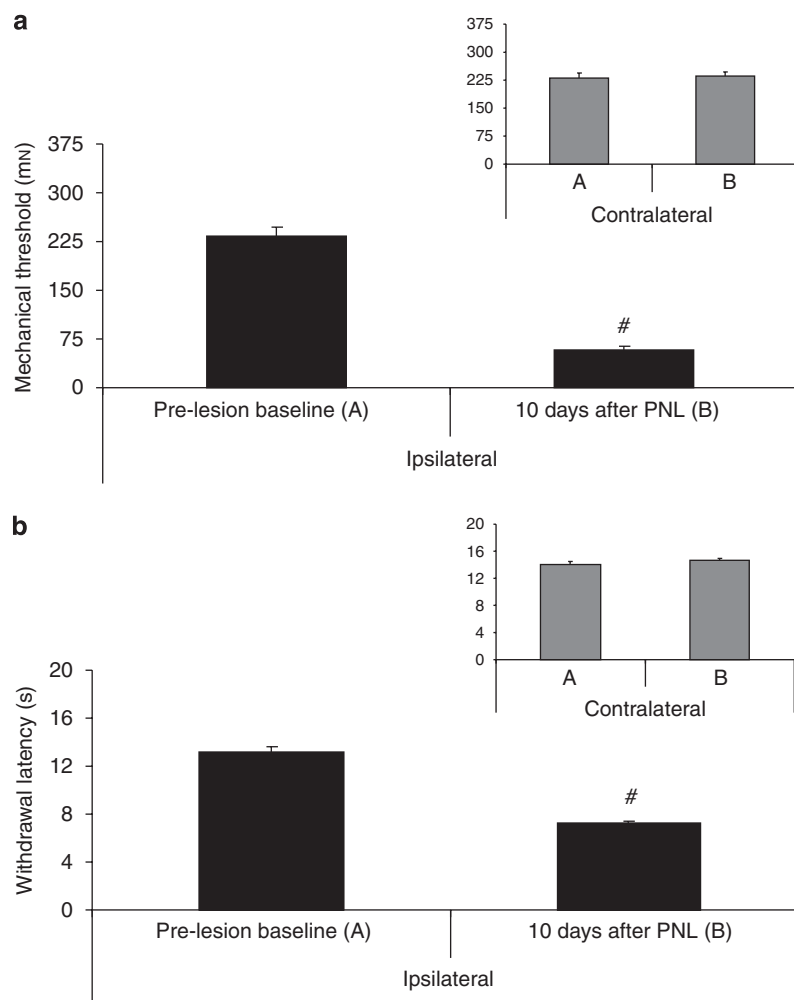 a
375
300
225
150
75
0
A B
Contralateral
Mechanical threshold (mN)
375
300
225
150
75
0
#
Pre-lesion baseline (A) 10 days after PNL (B)
Ipsilateral
b
20
16
12
8
4
0
A B
Contralateral
Withdrawal latency (s)
20
16
12
8
4
0
#
Pre-lesion baseline (A) 10 days after PNL (B)
Ipsilateral